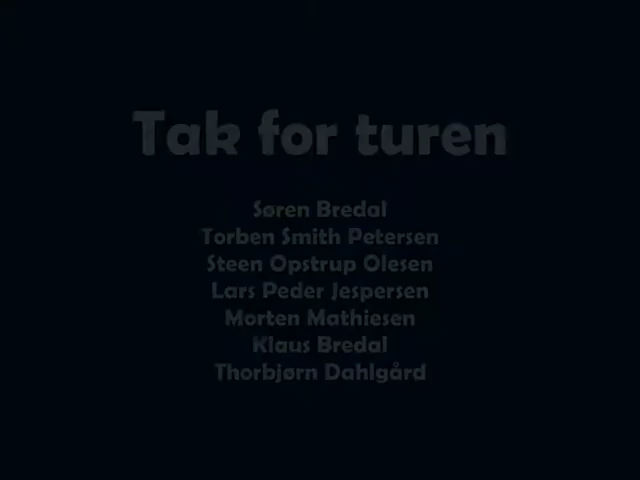 Tak for turen
Søren Bredal
Torben Smith Petersen
Steen Opstrup Olesen
Lars Peder Jespersen
Morten Mathiesen
Klaus Bredal
Thorbjørn Dahlgård